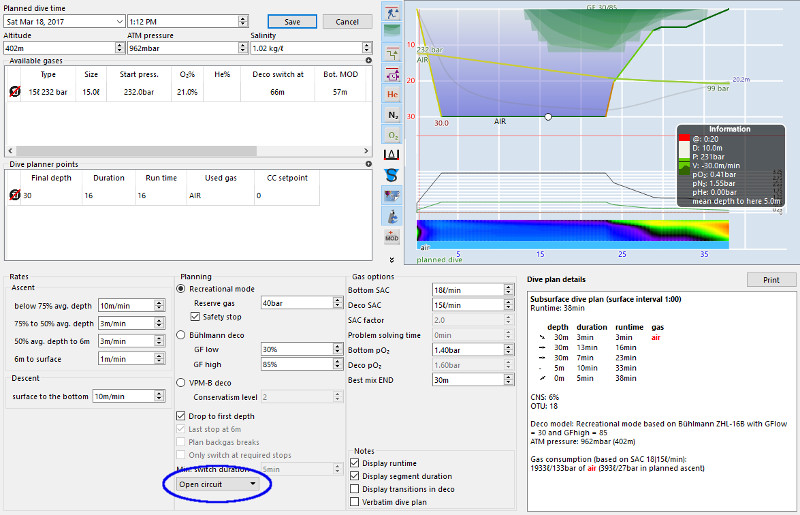 Planned dive time
Sat Mar 18, 2017
1:12 PM
Save
Cancel
Altitude
ATM pressure
Salinity
402m
962mbar
1.02 kg/ℓ
Available gases
Type
Size
Start press.
O₂%
He%
Deco switch at
Bot. MOD
15ℓ 232 bar
15.0ℓ
232.0bar
21.0%
66m
57m
Dive planner points
Final depth
Duration
Run time
Used gas
CC setpoint
30
16
16
AIR
0
He
N₂
O₂
+
MOD
GF 30/85
10
20
30
232 bar
AIR
30.0
AIR
20.2m
99 bar
Information
@: 0:20
D: 10.0m
P: 231bar
V: -30.0m/min
pO₂: 0.41bar
pN₂: 1.55bar
pHe: 0.00bar
mean depth to here 5.0m
air
5
15
25
35
planned dive
Rates
Ascent
below 75% avg. depth
10m/min
75% to 50% avg. depth
3m/min
50% avg. depth to 6m
3m/min
6m to surface
1m/min
Descent
surface to the bottom
10m/min
Planning
Recreational mode
Reserve gas
40bar
Safety stop
Bühlmann deco
GF low
30%
GF high
85%
VPM-B deco
Conservatism level
2
Drop to first depth
Last stop at 6m
Plan backgas breaks
Only switch at required stops
Min. switch duration
5min
Open circuit
Gas options
Bottom SAC
18ℓ/min
Deco SAC
15ℓ/min
SAC factor
2.0
Problem solving time
0min
Bottom pO₂
1.40bar
Deco pO₂
1.60bar
Best mix END
30m
Notes
Display runtime
Display segment duration
Display transitions in deco
Verbatim dive plan
Dive plan details
Print
Subsurface dive plan (surface interval 1:00)
Runtime: 38min
depth duration runtime gas
30m 3min 3min air
30m 13min 16min
30m 7min 23min
5m 10min 33min
0m 5min 38min
CNS: 6%
OTU: 18
Deco model: Recreational mode based on Bühlmann ZHL-16B with GFlow
= 30 and GFhigh = 85
ATM pressure: 962mbar (402m)
Gas consumption (based on SAC 18|15ℓ/min):
1933ℓ/133bar of air (393ℓ/27bar in planned ascent)